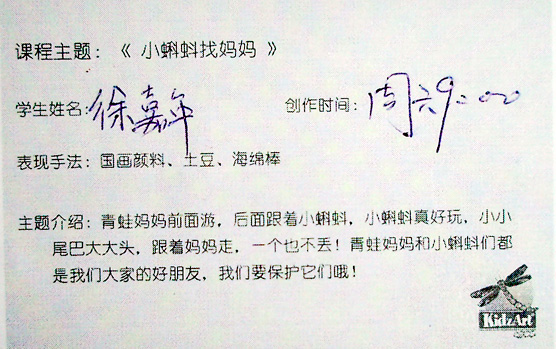 课程主题：《 小蝌蚪找妈妈 》
学生姓名：徐嘉年 创作时间：周六9:00
表现手法：国画颜料、土豆、海绵棒
主题介绍：青蛙妈妈前面游，后面跟着小蝌蚪，小蝌蚪真好玩，小小
尾巴大大头，跟着妈妈走，一个也不丢！青蛙妈妈和小蝌蚪们都
是我们大家的好朋友，我们要保护它们哦！
KidzArt